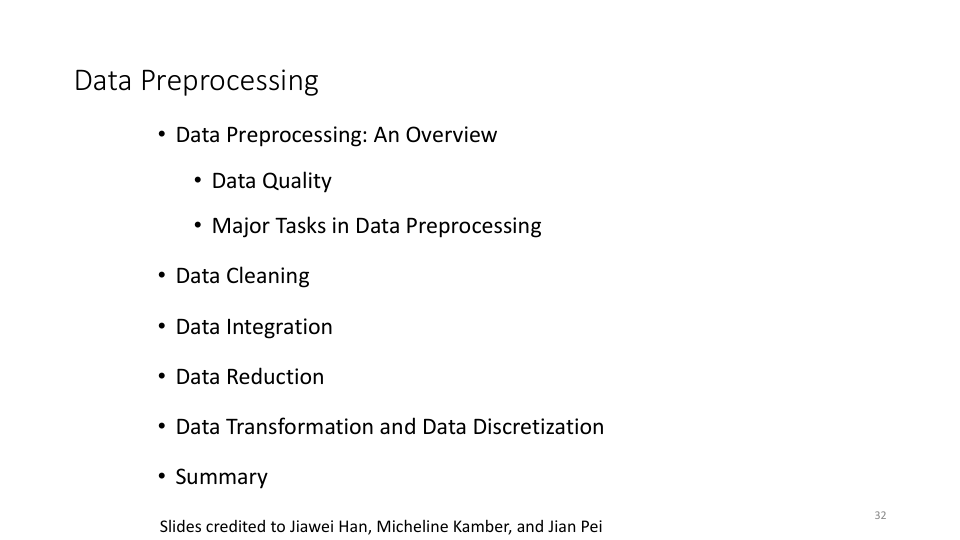 Data Preprocessing
• Data Preprocessing: An Overview
• Data Quality
• Major Tasks in Data Preprocessing
• Data Cleaning
• Data Integration
• Data Reduction
• Data Transformation and Data Discretization
• Summary
Slides credited to Jiawei Han, Micheline Kamber, and Jian Pei
32